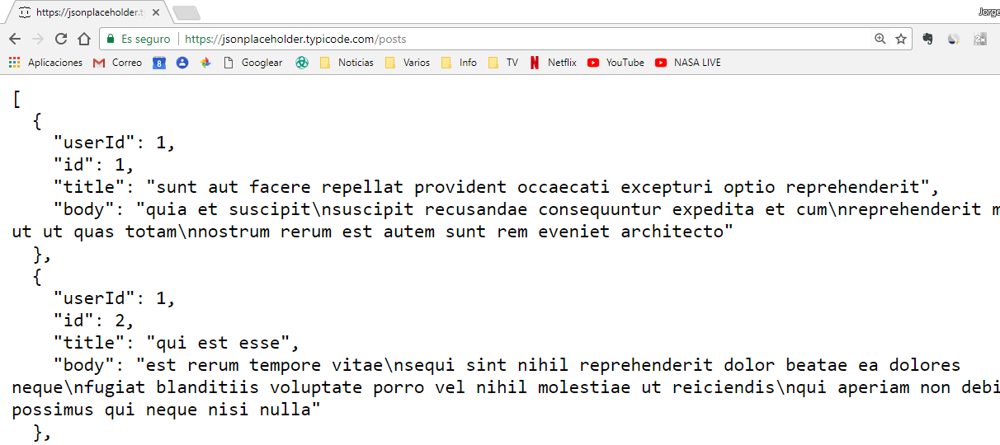 https://jsonplaceholder.ty
Jorge
Es seguro | https://jsonplaceholder.typicode.com/posts
Aplicaciones Correo 8 Googlear Noticias Varios Info TV Netflix YouTube NASA LIVE
[
  {
    "userId": 1,
    "id": 1,
    "title": "sunt aut facere repellat provident occaecati excepturi optio reprehenderit",
    "body": "quia et suscipit\nsuscipit recusandae consequuntur expedita et cum\nreprehenderit m
ut ut quas totam\nnostrum rerum est autem sunt rem eveniet architecto"
  },
  {
    "userId": 1,
    "id": 2,
    "title": "qui est esse",
    "body": "est rerum tempore vitae\nsequi sint nihil reprehenderit dolor beatae ea dolores
neque\nfugiat blanditiis voluptate porro vel nihil molestiae ut reiciendis\nqui aperiam non debi
possimus qui neque nisi nulla"
  },